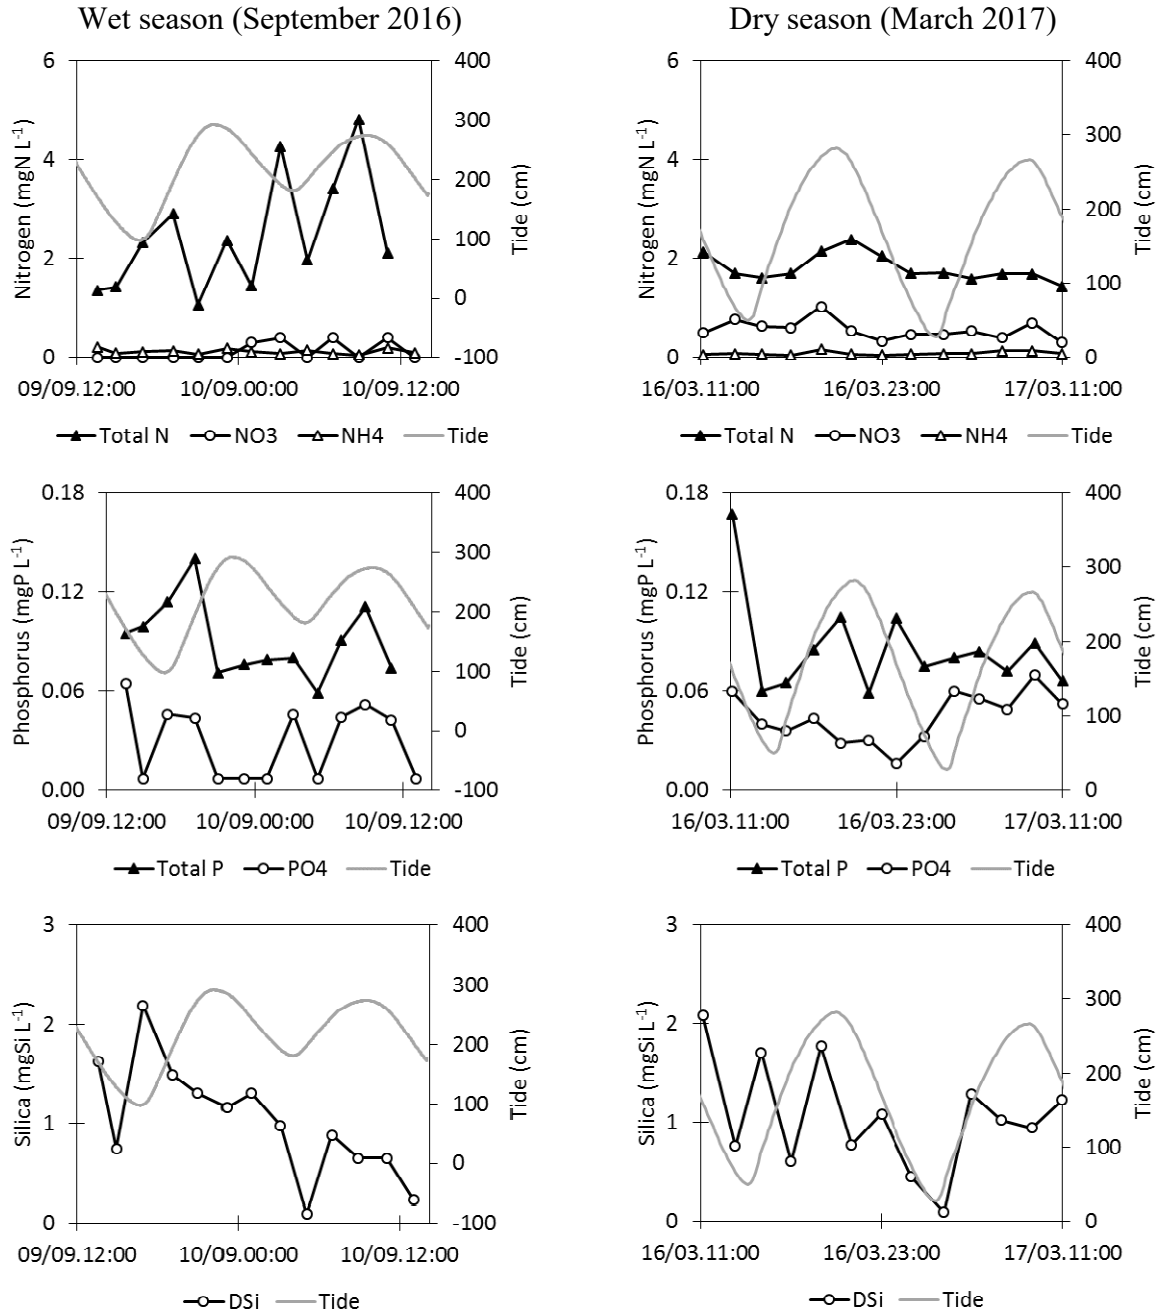 Wet season (September 2016)
Dry season (March 2017)
Nitrogen (mgN L-1)
6
4
2
0
400
300
200
100
0
-100
Tide (cm)
09/09.12:00 10/09.00:00 10/09.12:00
Total N NO3 NH4 Tide
Nitrogen (mgN L-1)
6
4
2
0
400
300
200
100
0
Tide (cm)
16/03.11:00 16/03.23:00 17/03.11:00
Total N NO3 NH4 Tide
Phosphorus (mgP L-1)
0.18
0.12
0.06
0.00
400
300
200
100
0
-100
Tide (cm)
09/09.12:00 10/09.00:00 10/09.12:00
Total P PO4 Tide
Phosphorus (mgP L-1)
0.18
0.12
0.06
0.00
400
300
200
100
0
Tide (cm)
16/03.11:00 16/03.23:00 17/03.11:00
Total P PO4 Tide
Silica (mgSi L-1)
3
2
1
0
400
300
200
100
0
-100
Tide (cm)
09/09.12:00 10/09.00:00 10/09.12:00
DSi Tide
Silica (mgSi L-1)
3
2
1
0
400
300
200
100
0
Tide (cm)
16/03.11:00 16/03.23:00 17/03.11:00
DSi Tide